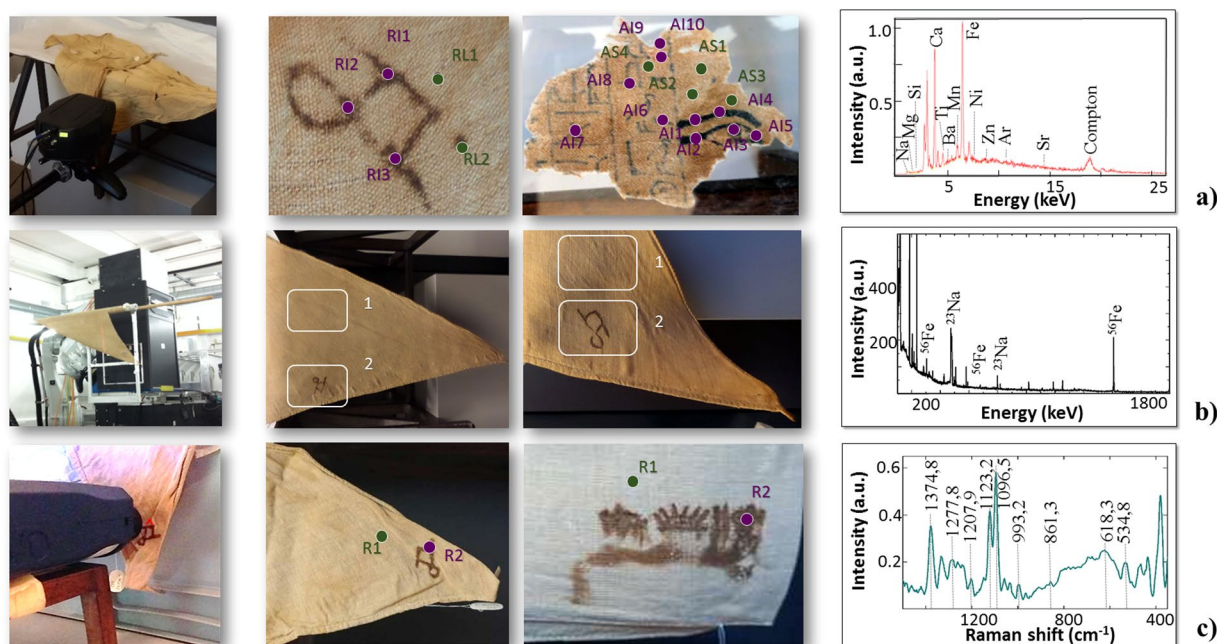 RI1
RI2
RL1
RL2
RI3
AI9
AI10
AS4
AS1
AI8
AS2
AS3
AI6
AI4
AI1
AI5
AI7
AI2
AI3
Intensity (a.u.)
1.0
0.5
Na
Mg
Si
Ca
Ti
Ba
Mn
Fe
Ni
Zn
Ar
Sr
Compton
5
15
25
Energy (keV)
a)
1
2
1
2
Intensity (a.u.)
400
200
⁵⁶Fe
²³Na
⁵⁶Fe
²³Na
⁵⁶Fe
200
1800
Energy (keV)
b)
R1
R2
R1
R2
Intensity (a.u.)
0.6
0.4
0.2
1374,8
1277,8
1207,9
1123,2
1096,5
993,2
861,3
618,3
534,8
1200
800
400
Raman shift (cm⁻¹)
c)